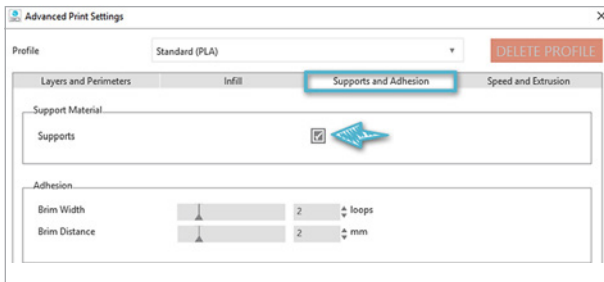 Advanced Print Settings
Profile Standard (PLA) DELETE PROFILE
Layers and Perimeters Infill Supports and Adhesion Speed and Extrusion
Support Material
Supports
Adhesion
Brim Width 2 loops
Brim Distance 2 mm